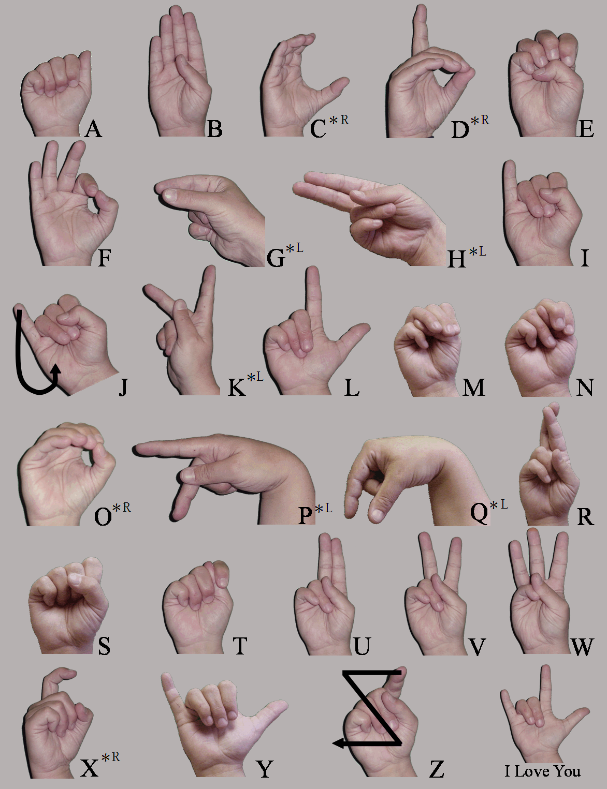 A B C*R D*R E
F G*L H*L I
J K*L L M N
O*R P*L Q*L R
S T U V W
X*R Y Z I Love You